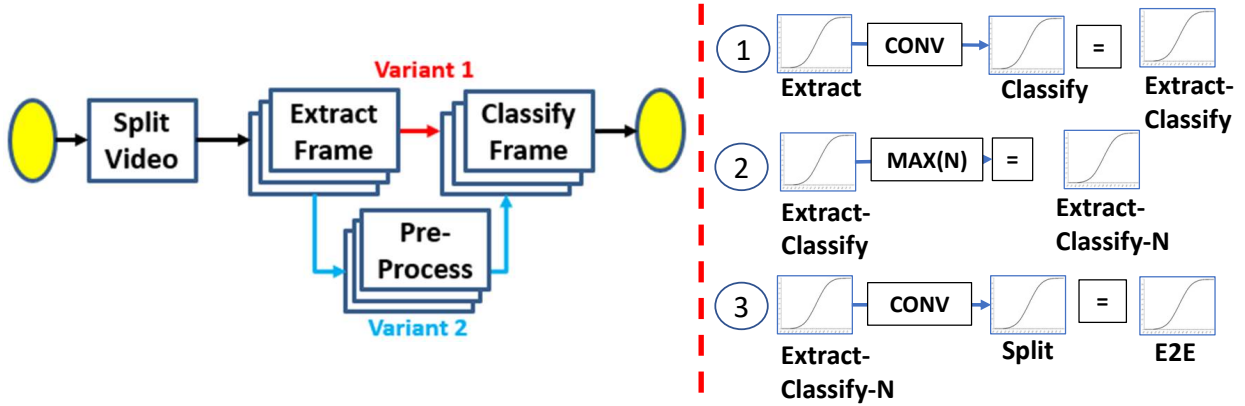 Variant 1
Split
Video
Extract
Frame
Classify
Frame
Pre-
Process
Variant 2
1
CONV
=
Extract
Classify
Extract-
Classify
2
MAX(N)
=
Extract-
Classify
Extract-
Classify-N
3
CONV
=
Extract-
Classify-N
Split
E2E